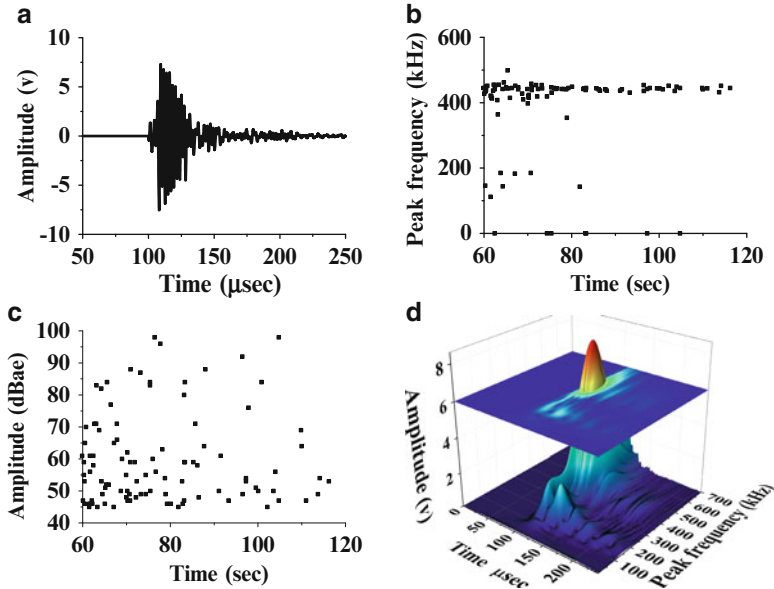 a
10
5
0
-5
-10
50 100 150 200 250
Amplitude (v)
Time (μsec)
b
600
400
200
0
60 80 100 120
Peak frequency (kHz)
Time (sec)
c
100
90
80
70
60
50
40
60 80 100 120
Amplitude (dBae)
Time (sec)
d
8
6
4
2
0
Amplitude (v)
50
100
150
200
Time μsec
700
600
500
400
300
200
100
Peak frequency (kHz)